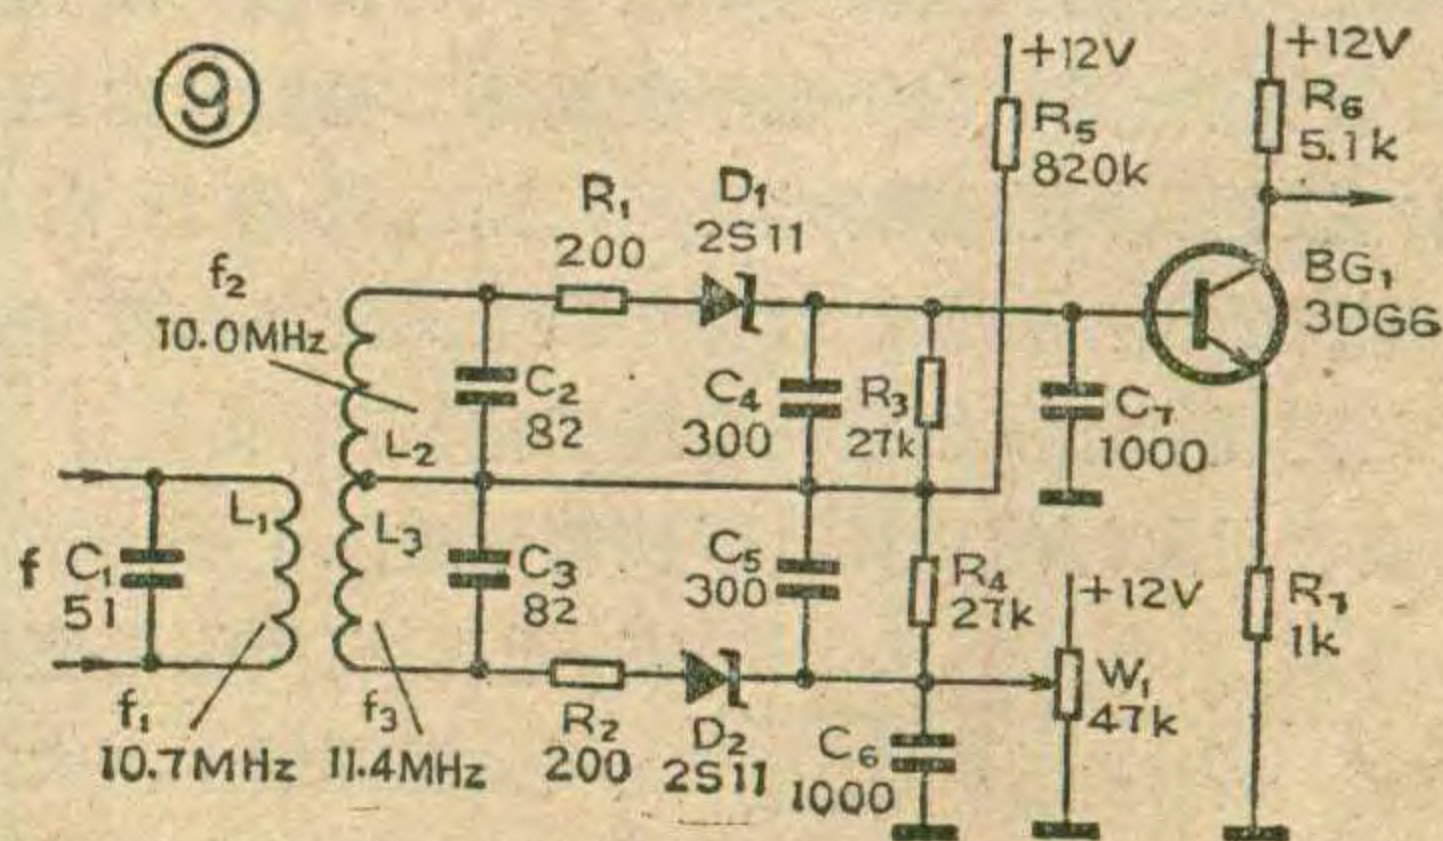 ⑨
+12V
R₅
820k
+12V
R₆
5.1k
R₁
200
D₁
2S11
f₂
10.0MHz
BG₁
3DG6
C₂
82
C₄
300
R₃
27k
C₇
1000
L₂
L₁
L₃
f
C₁
51
C₃
82
C₅
300
R₄
27k
+12V
W₁
47k
R₇
1k
f₁
10.7MHz
f₃
11.4MHz
R₂
200
D₂
2S11
C₆
1000